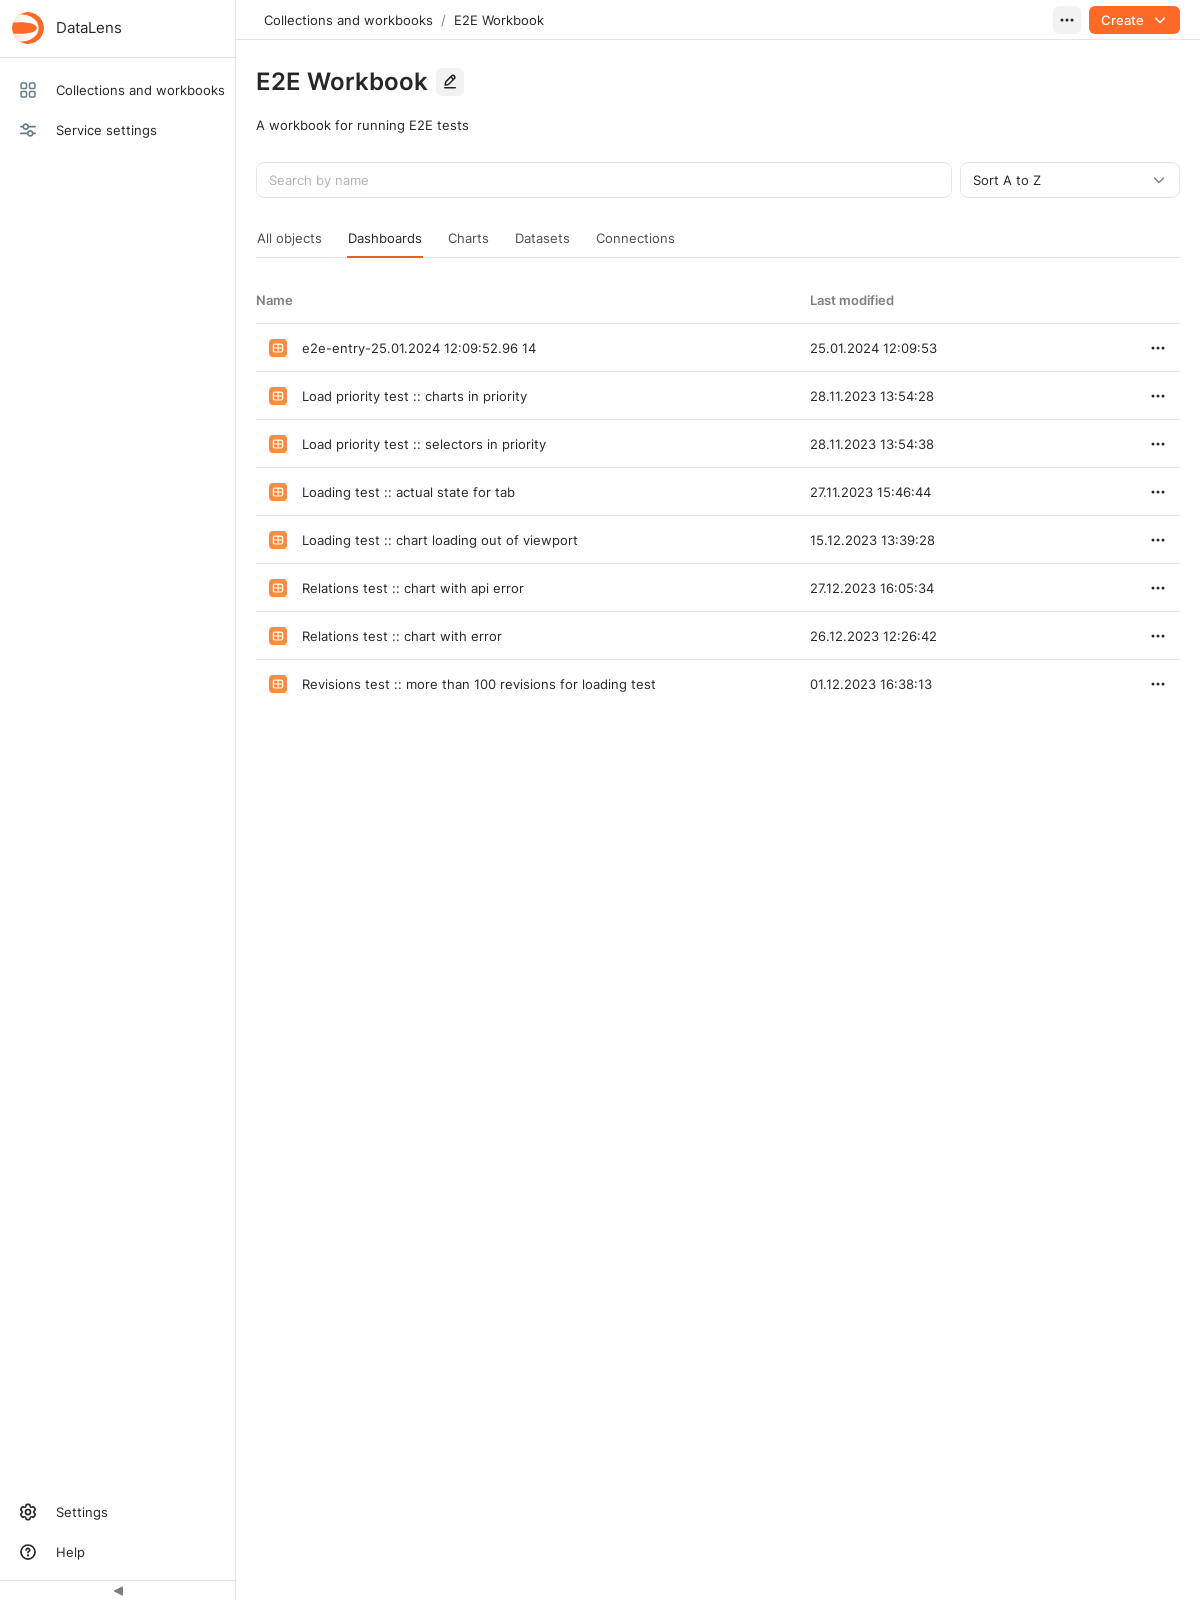 DataLens
Collections and workbooks
Service settings
Collections and workbooks / E2E Workbook
Create
E2E Workbook
A workbook for running E2E tests
Search by name
Sort A to Z
All objects Dashboards Charts Datasets Connections
Name Last modified
e2e-entry-25.01.2024 12:09:52.96 14 25.01.2024 12:09:53
Load priority test :: charts in priority 28.11.2023 13:54:28
Load priority test :: selectors in priority 28.11.2023 13:54:38
Loading test :: actual state for tab 27.11.2023 15:46:44
Loading test :: chart loading out of viewport 15.12.2023 13:39:28
Relations test :: chart with api error 27.12.2023 16:05:34
Relations test :: chart with error 26.12.2023 12:26:42
Revisions test :: more than 100 revisions for loading test 01.12.2023 16:38:13
Settings
Help